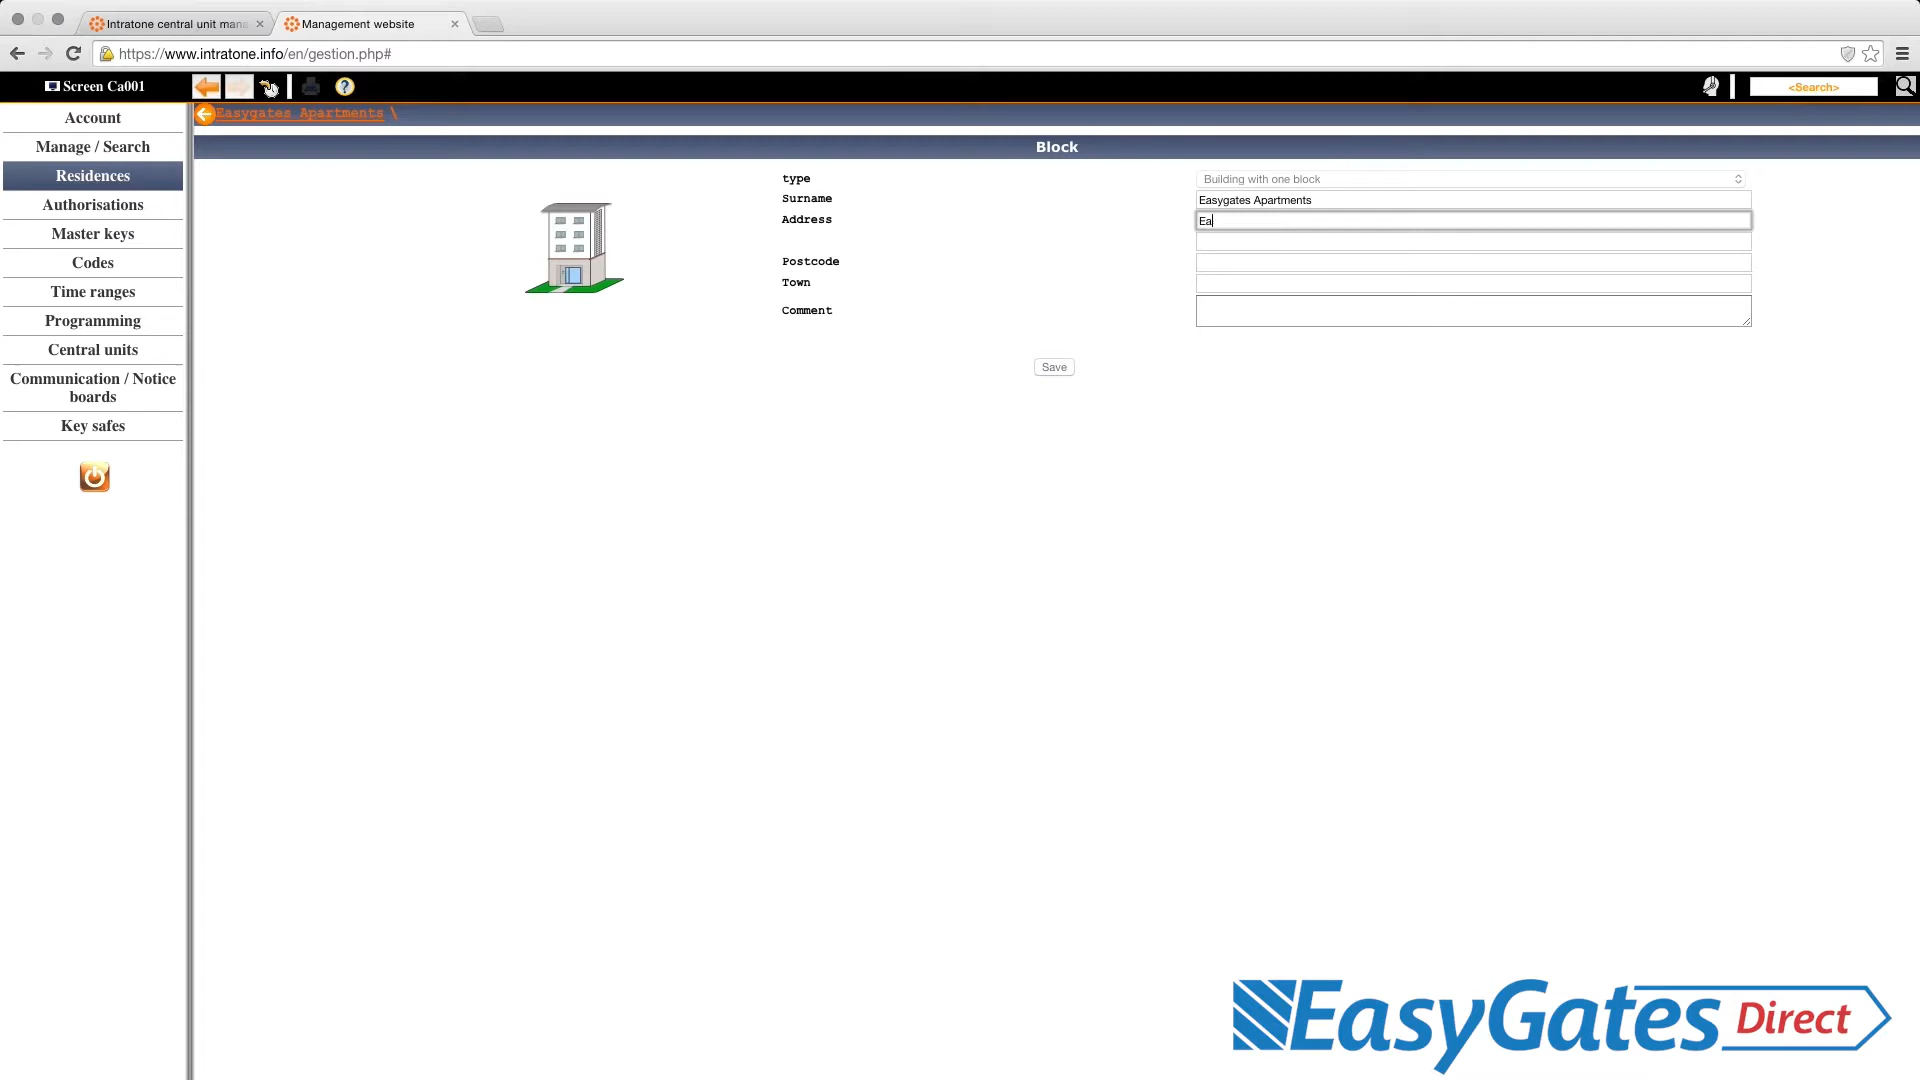 Intratone central unit mana
Management website
https://www.intratone.info/en/gestion.php#
Screen Ca001
<Search>
Account
Manage / Search
Residences
Authorisations
Master keys
Codes
Time ranges
Programming
Central units
Communication / Notice
boards
Key safes
Easygates Apartments \
Block
type
Building with one block
Surname
Easygates Apartments
Address
Ea
Postcode
Town
Comment
Save
EasyGates Direct